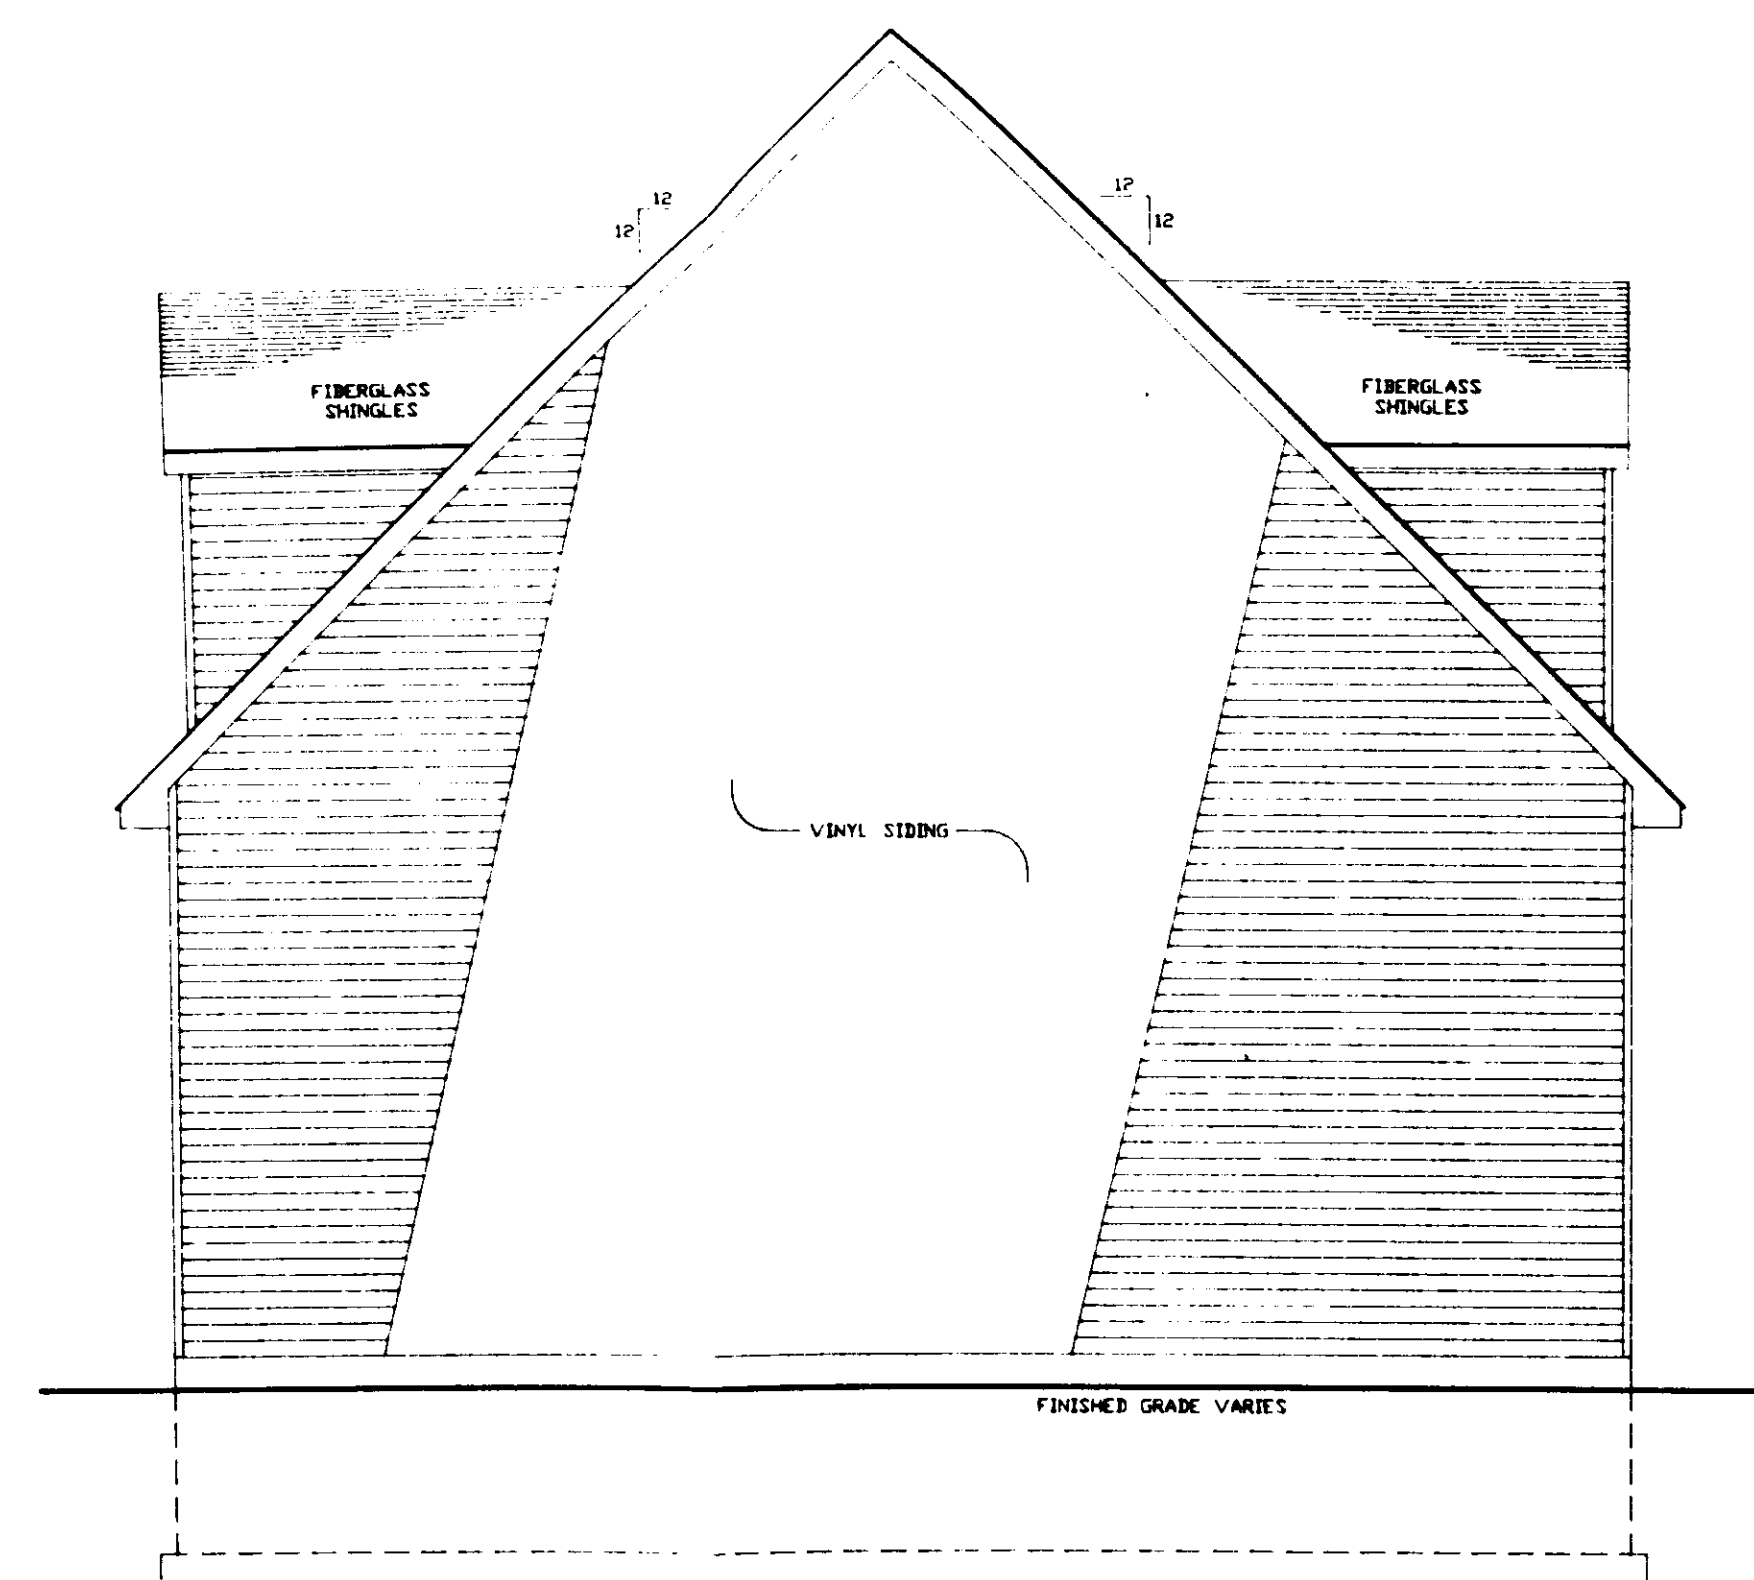 12
12
12
12
FIBERGLASS
SHINGLES
FIBERGLASS
SHINGLES
VINYL SIDING
FINISHED GRADE VARIES